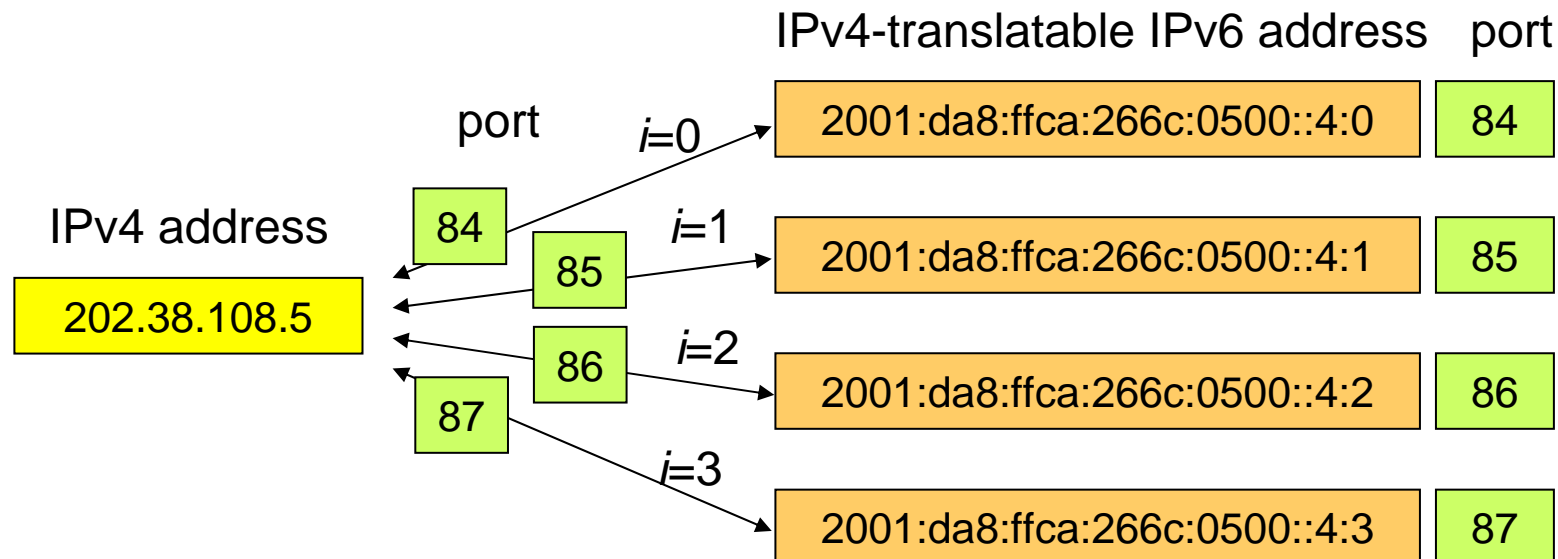 IPv4-translatable IPv6 address port
port
i=0
2001:da8:ffca:266c:0500::4:0 84
IPv4 address
84
i=1
85
2001:da8:ffca:266c:0500::4:1 85
202.38.108.5
86
i=2
2001:da8:ffca:266c:0500::4:2 86
87
i=3
2001:da8:ffca:266c:0500::4:3 87